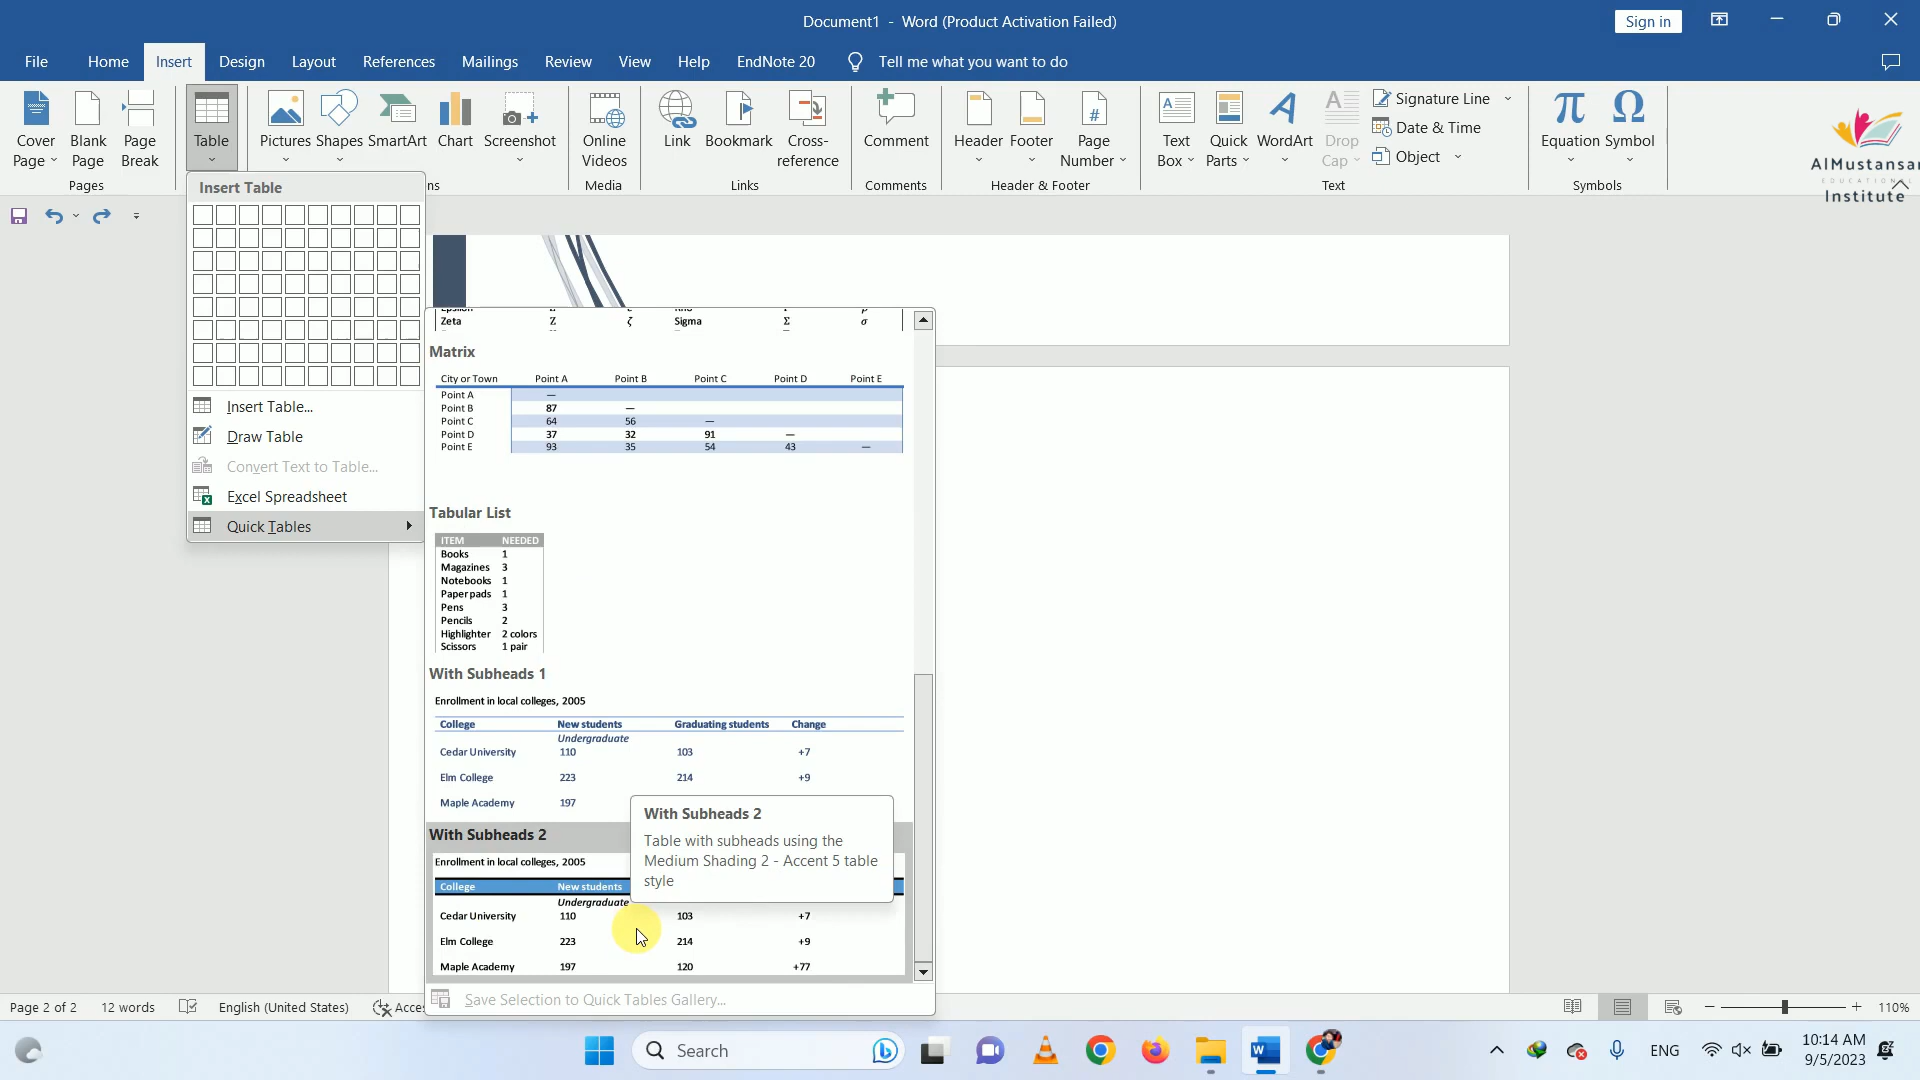 Document1 - Word (Product Activation Failed)
Sign in
File Home Insert Design Layout References Mailings Review View Help EndNote 20 Tell me what you want to do
Cover Page
Blank Page
Page Break
Pages
Table
Pictures Shapes SmartArt Chart Screenshot
Online Videos
Media
Link Bookmark Cross-reference
Links
Comment
Comments
Header Footer Page Number
Header & Footer
Text Box
Quick Parts
WordArt
Drop Cap
Signature Line
Date & Time
Object
Text
Equation Symbol
Symbols
AlMustansar
EDUCATIONAL
Institute
Insert Table
Insert Table...
Draw Table
Convert Text to Table...
Excel Spreadsheet
Quick Tables
Zeta Ζ ζ Sigma Σ σ
Matrix
City or Town Point A Point B Point C Point D Point E
Point A —
Point B 87 —
Point C 64 56 —
Point D 37 32 91 —
Point E 93 35 54 43 —
Tabular List
ITEM NEEDED
Books 1
Magazines 3
Notebooks 1
Paper pads 1
Pens 3
Pencils 2
Highlighter 2 colors
Scissors 1 pair
With Subheads 1
Enrollment in local colleges, 2005
College New students Graduating students Change
Undergraduate
Cedar University 110 103 +7
Elm College 223 214 +9
Maple Academy 197
With Subheads 2
Enrollment in local colleges, 2005
College New students
Undergraduate
Cedar University 110 103 +7
Elm College 223 214 +9
Maple Academy 197 120 +77
With Subheads 2
Table with subheads using the
Medium Shading 2 - Accent 5 table
style
Save Selection to Quick Tables Gallery...
Page 2 of 2 12 words English (United States) 110%
Search
ENG
10:14 AM
9/5/2023